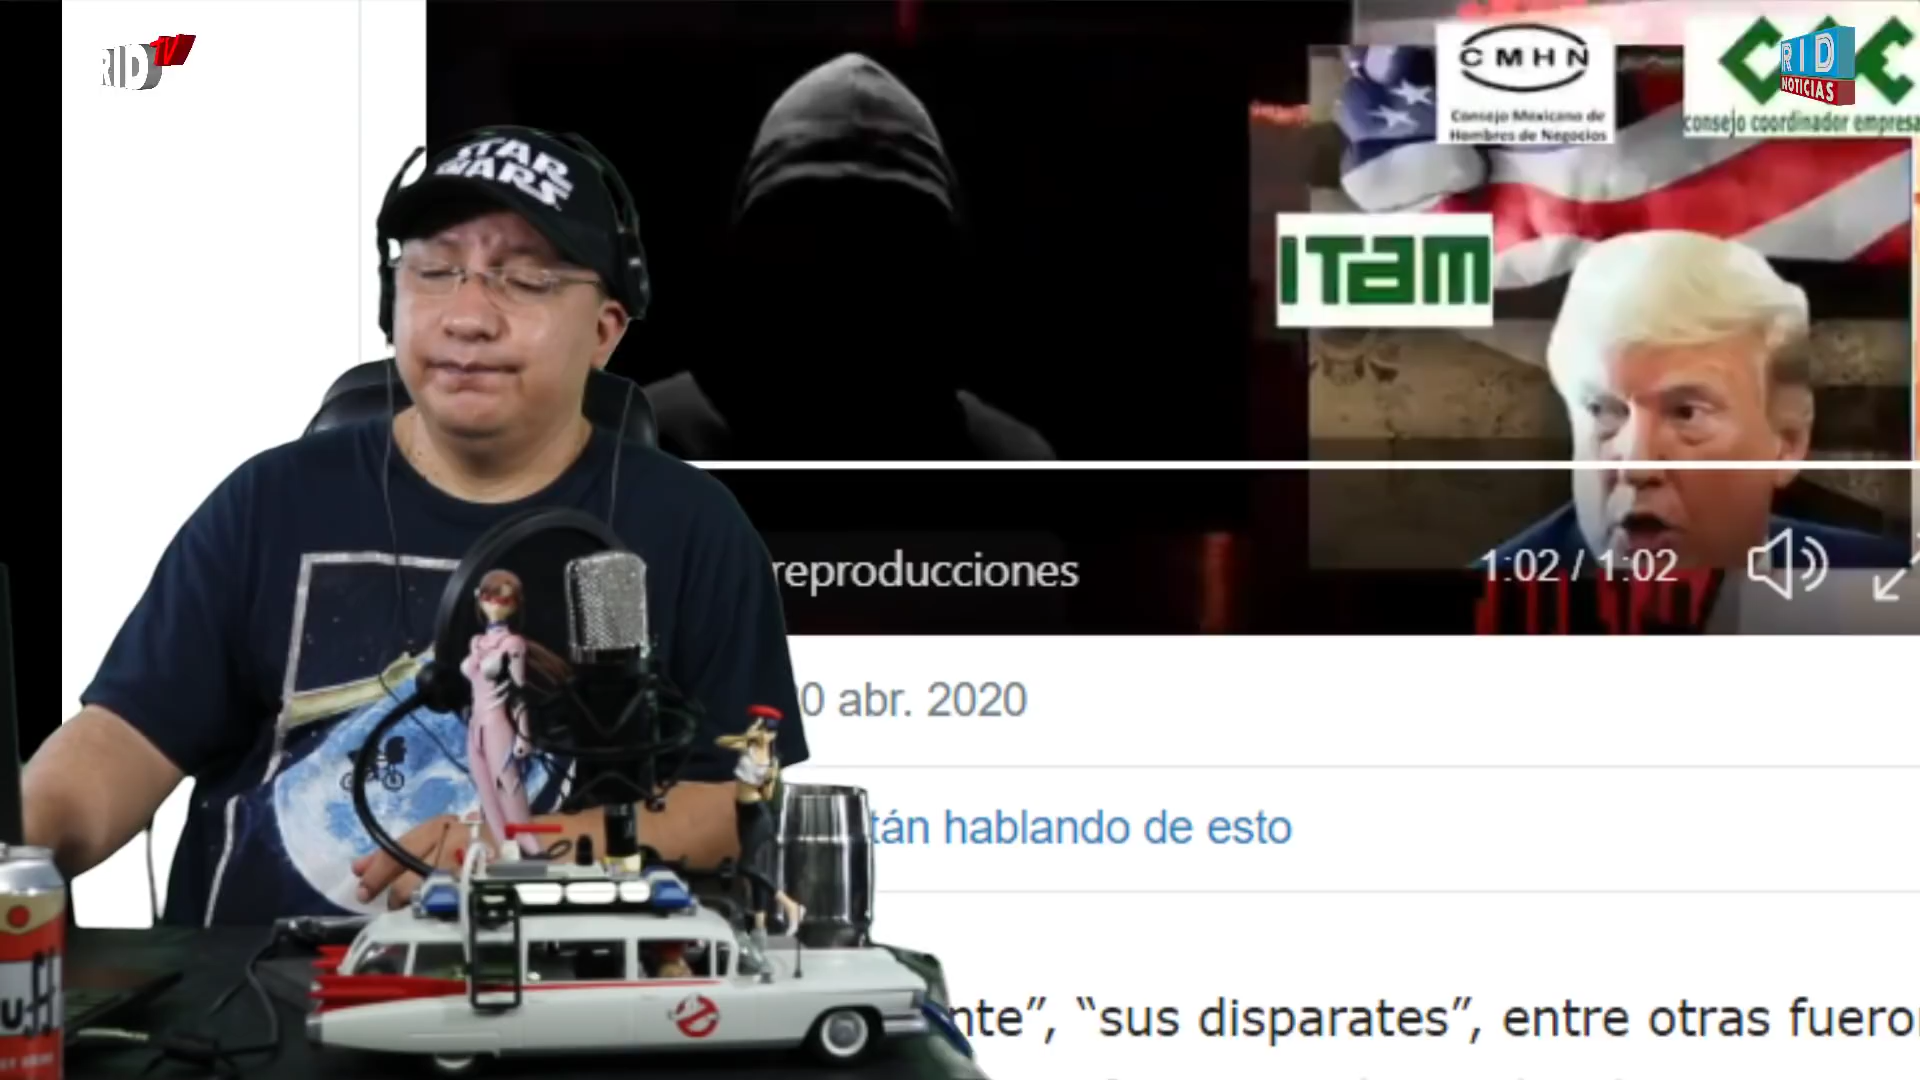 RID TV
STAR
WARS
CMHN
Consejo Mexicano de
Hombres de Negocios
RID
NOTICIAS
consejo coordinador empresa
ITAM
reproducciones
1:02 / 1:02
0 abr. 2020
tán hablando de esto
nte”, “sus disparates”, entre otras fuero
uff